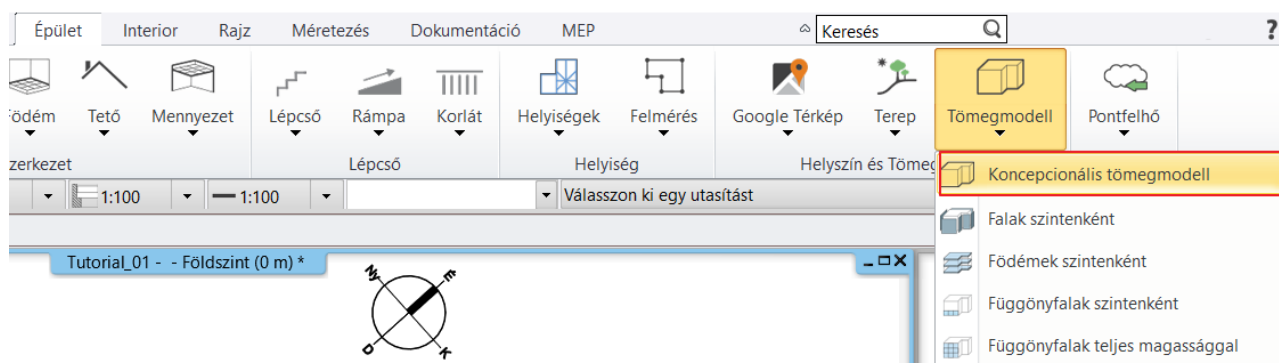 Épület Interior Rajz Méretezés Dokumentáció MEP Keresés ?
ödém Tető Mennyezet Lépcső Rámpa Korlát Helyiségek Felmérés Google Térkép Terep Tömegmodell Pontfelhő
zerkezet Lépcső Helyiség Helyszín és Tömeg
1:100 1:100 Válasszon ki egy utasítást
Koncepcionális tömegmodell
Falak szintenként
Födémek szintenként
Függönyfalak szintenként
Függönyfalak teljes magassággal
Tutorial_01 - - Földszint (0 m) *
É
D K